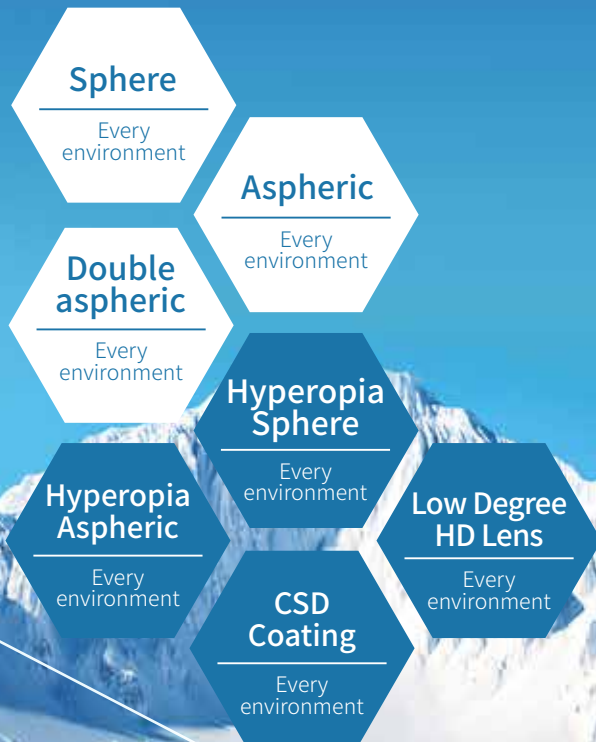 Sphere
Every
environment
Aspheric
Every
environment
Double
aspheric
Every
environment
Hyperopia
Sphere
Every
environment
Hyperopia
Aspheric
Every
environment
Low Degree
HD Lens
Every
environment
CSD
Coating
Every
environment